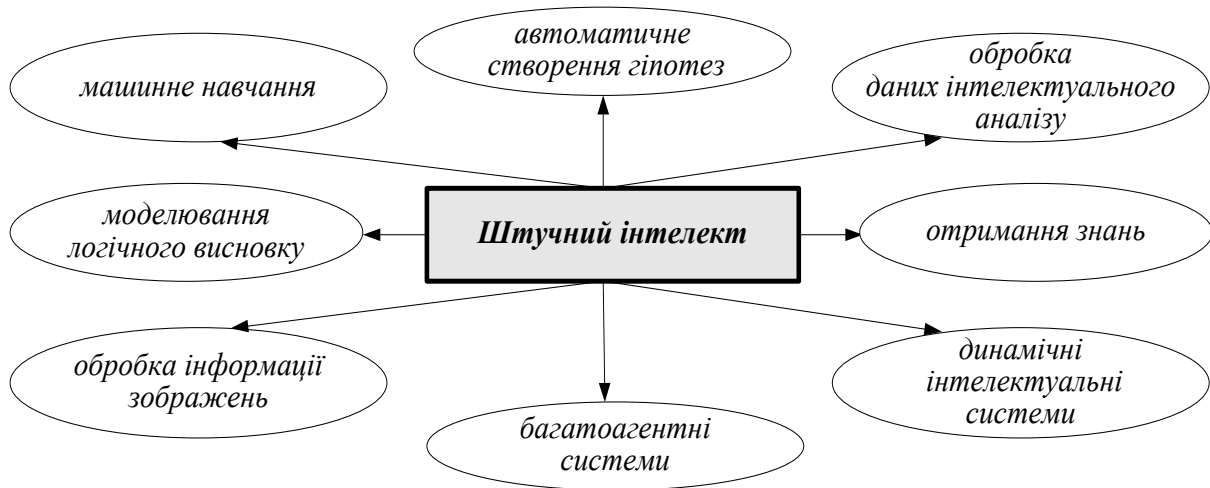 автоматичне
створення гіпотез
машинне навчання
обробка
даних інтелектуального
аналізу
моделювання
логічного висновку
Штучний інтелект
отримання знань
обробка інформації
зображень
багатоагентні
системи
динамічні
інтелектуальні
системи